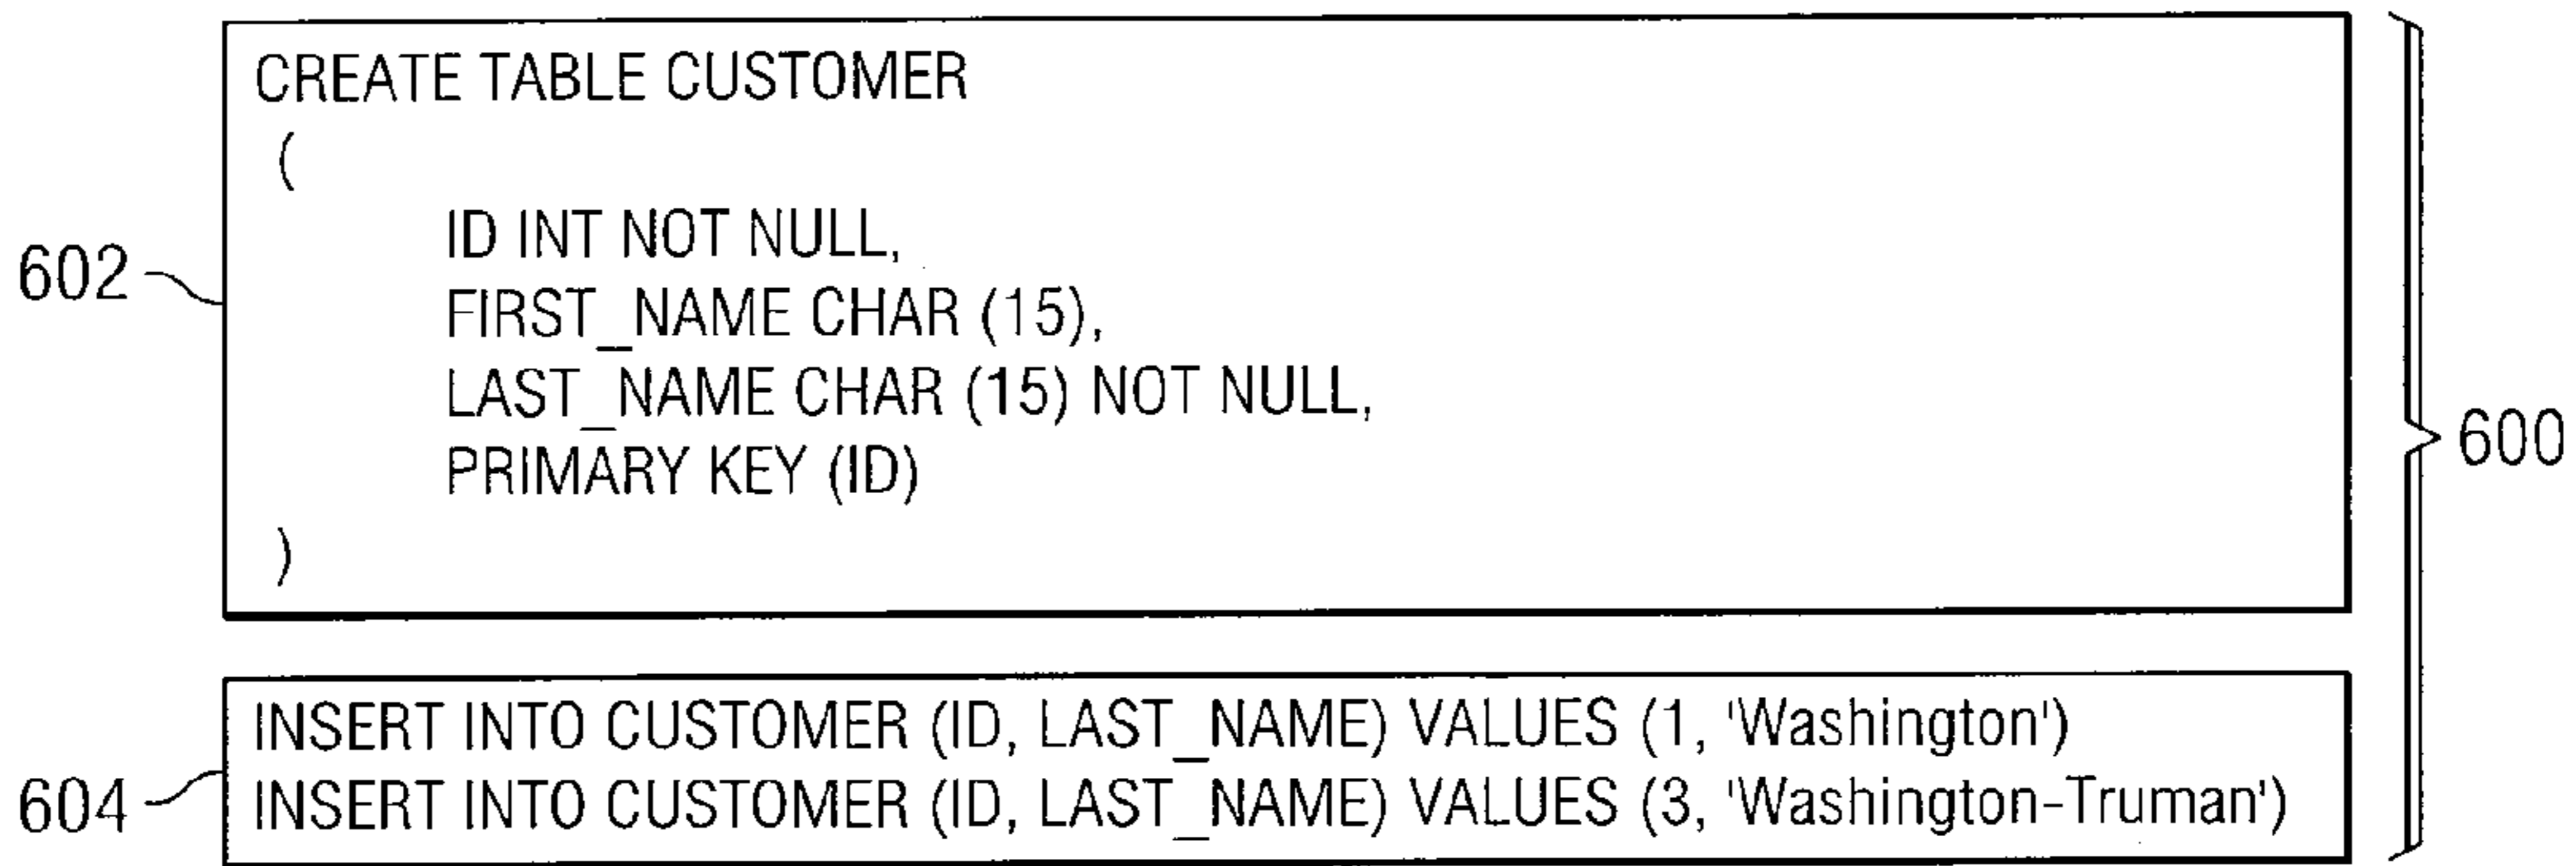 CREATE TABLE CUSTOMER
(
ID INT NOT NULL,
602
FIRST_NAME CHAR (15),
LAST_NAME CHAR (15) NOT NULL,
600
PRIMARY KEY (ID)
)
INSERT INTO CUSTOMER (ID, LAST_NAME) VALUES (1, 'Washington')
604
INSERT INTO CUSTOMER (ID, LAST_NAME) VALUES (3, 'Washington-Truman')